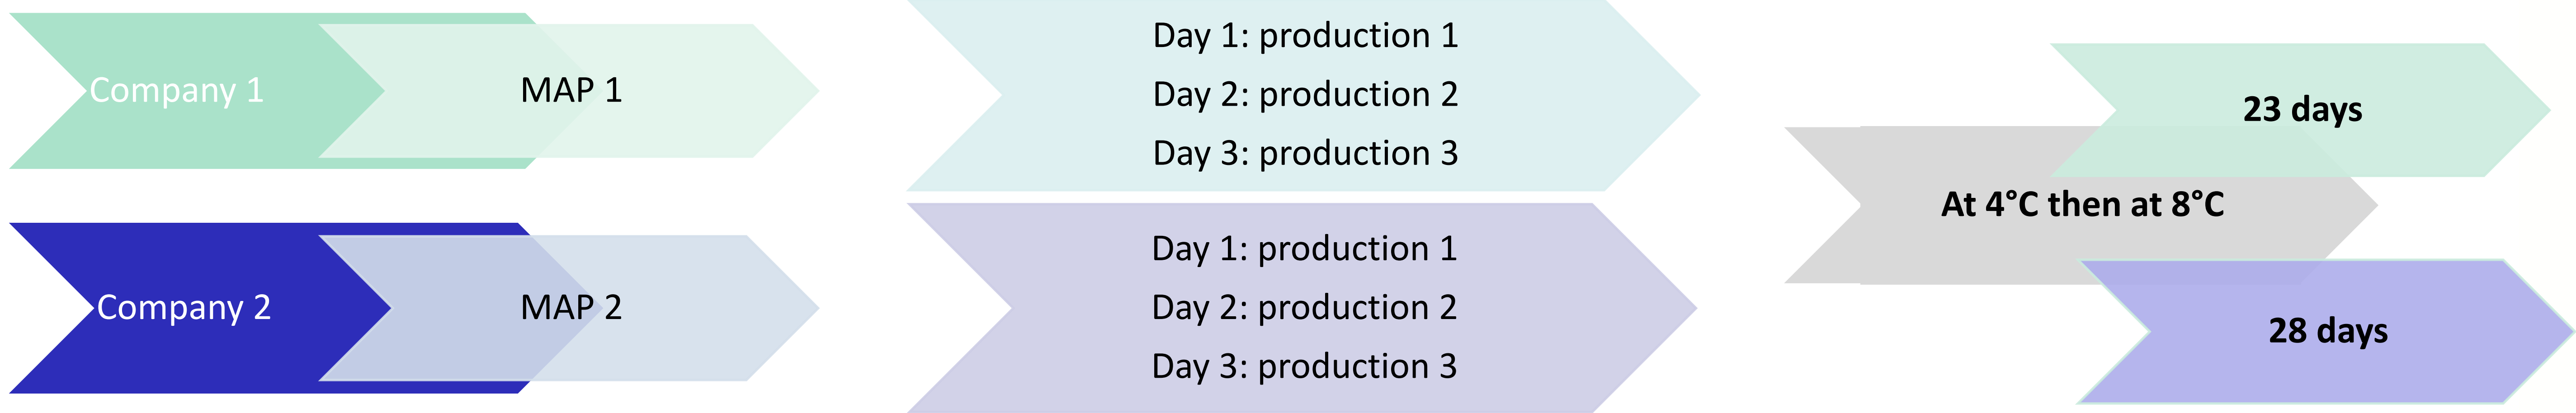 Company 1
MAP 1
Day 1: production 1
Day 2: production 2
Day 3: production 3
23 days
At 4°C then at 8°C
Company 2
MAP 2
Day 1: production 1
Day 2: production 2
Day 3: production 3
28 days